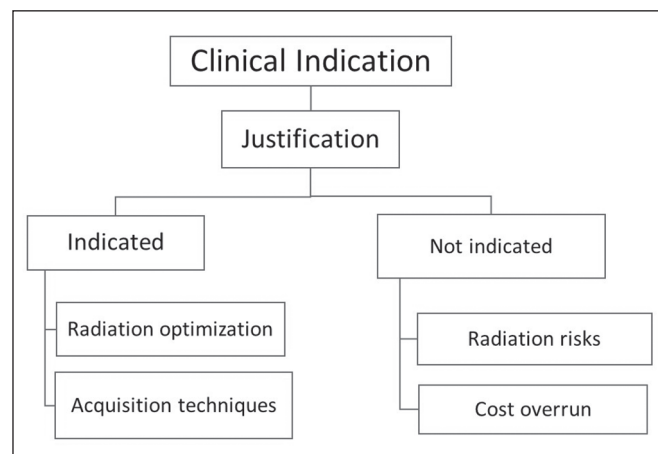 Clinical Indication
Justification
Indicated
Not indicated
Radiation optimization
Radiation risks
Acquisition techniques
Cost overrun